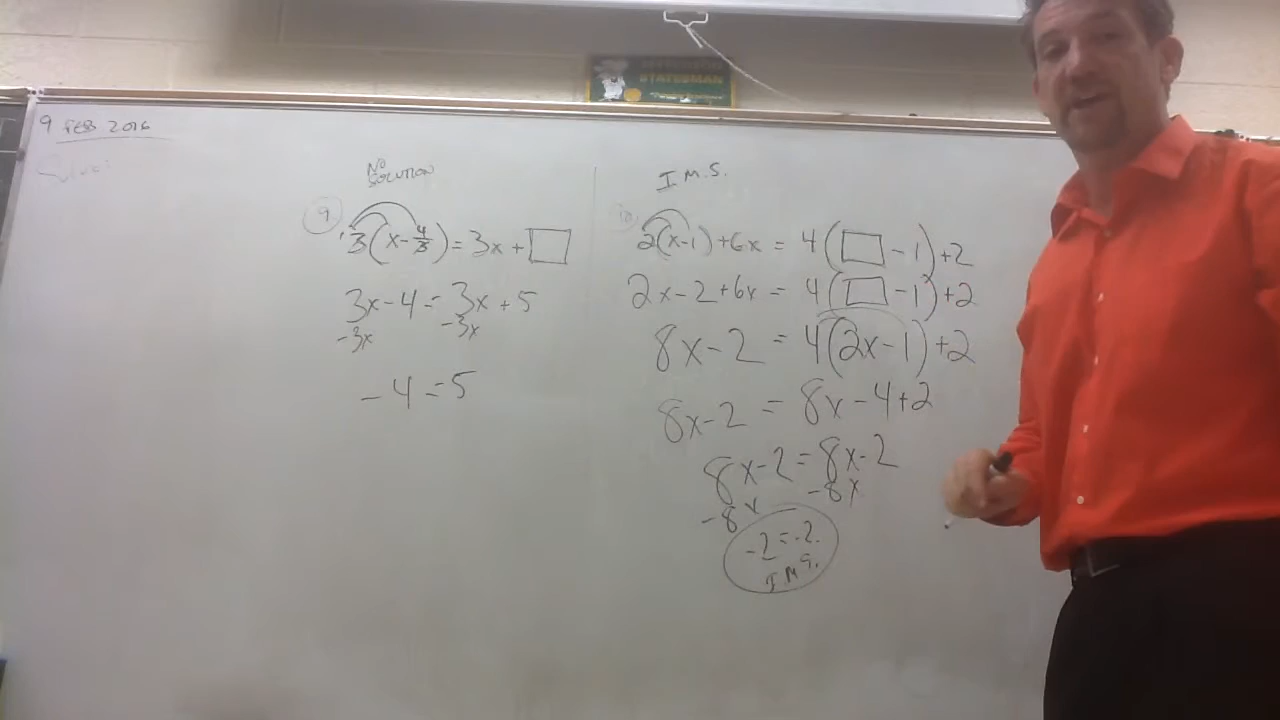 STATESMAN
9 FEB 2016
NO
SOLUTION
9
3(x-4/3)=3x+□
3x-4=3x+5
-3x -3x
-4=5
I.M.S.
10
2(x-1)+6x=4(□-1)+2
2x-2+6x=4(□-1)+2
8x-2=4(2x-1)+2
8x-2=8x-4+2
8x-2=8x-2
-8x -8x
-2=-2
I.M.S.